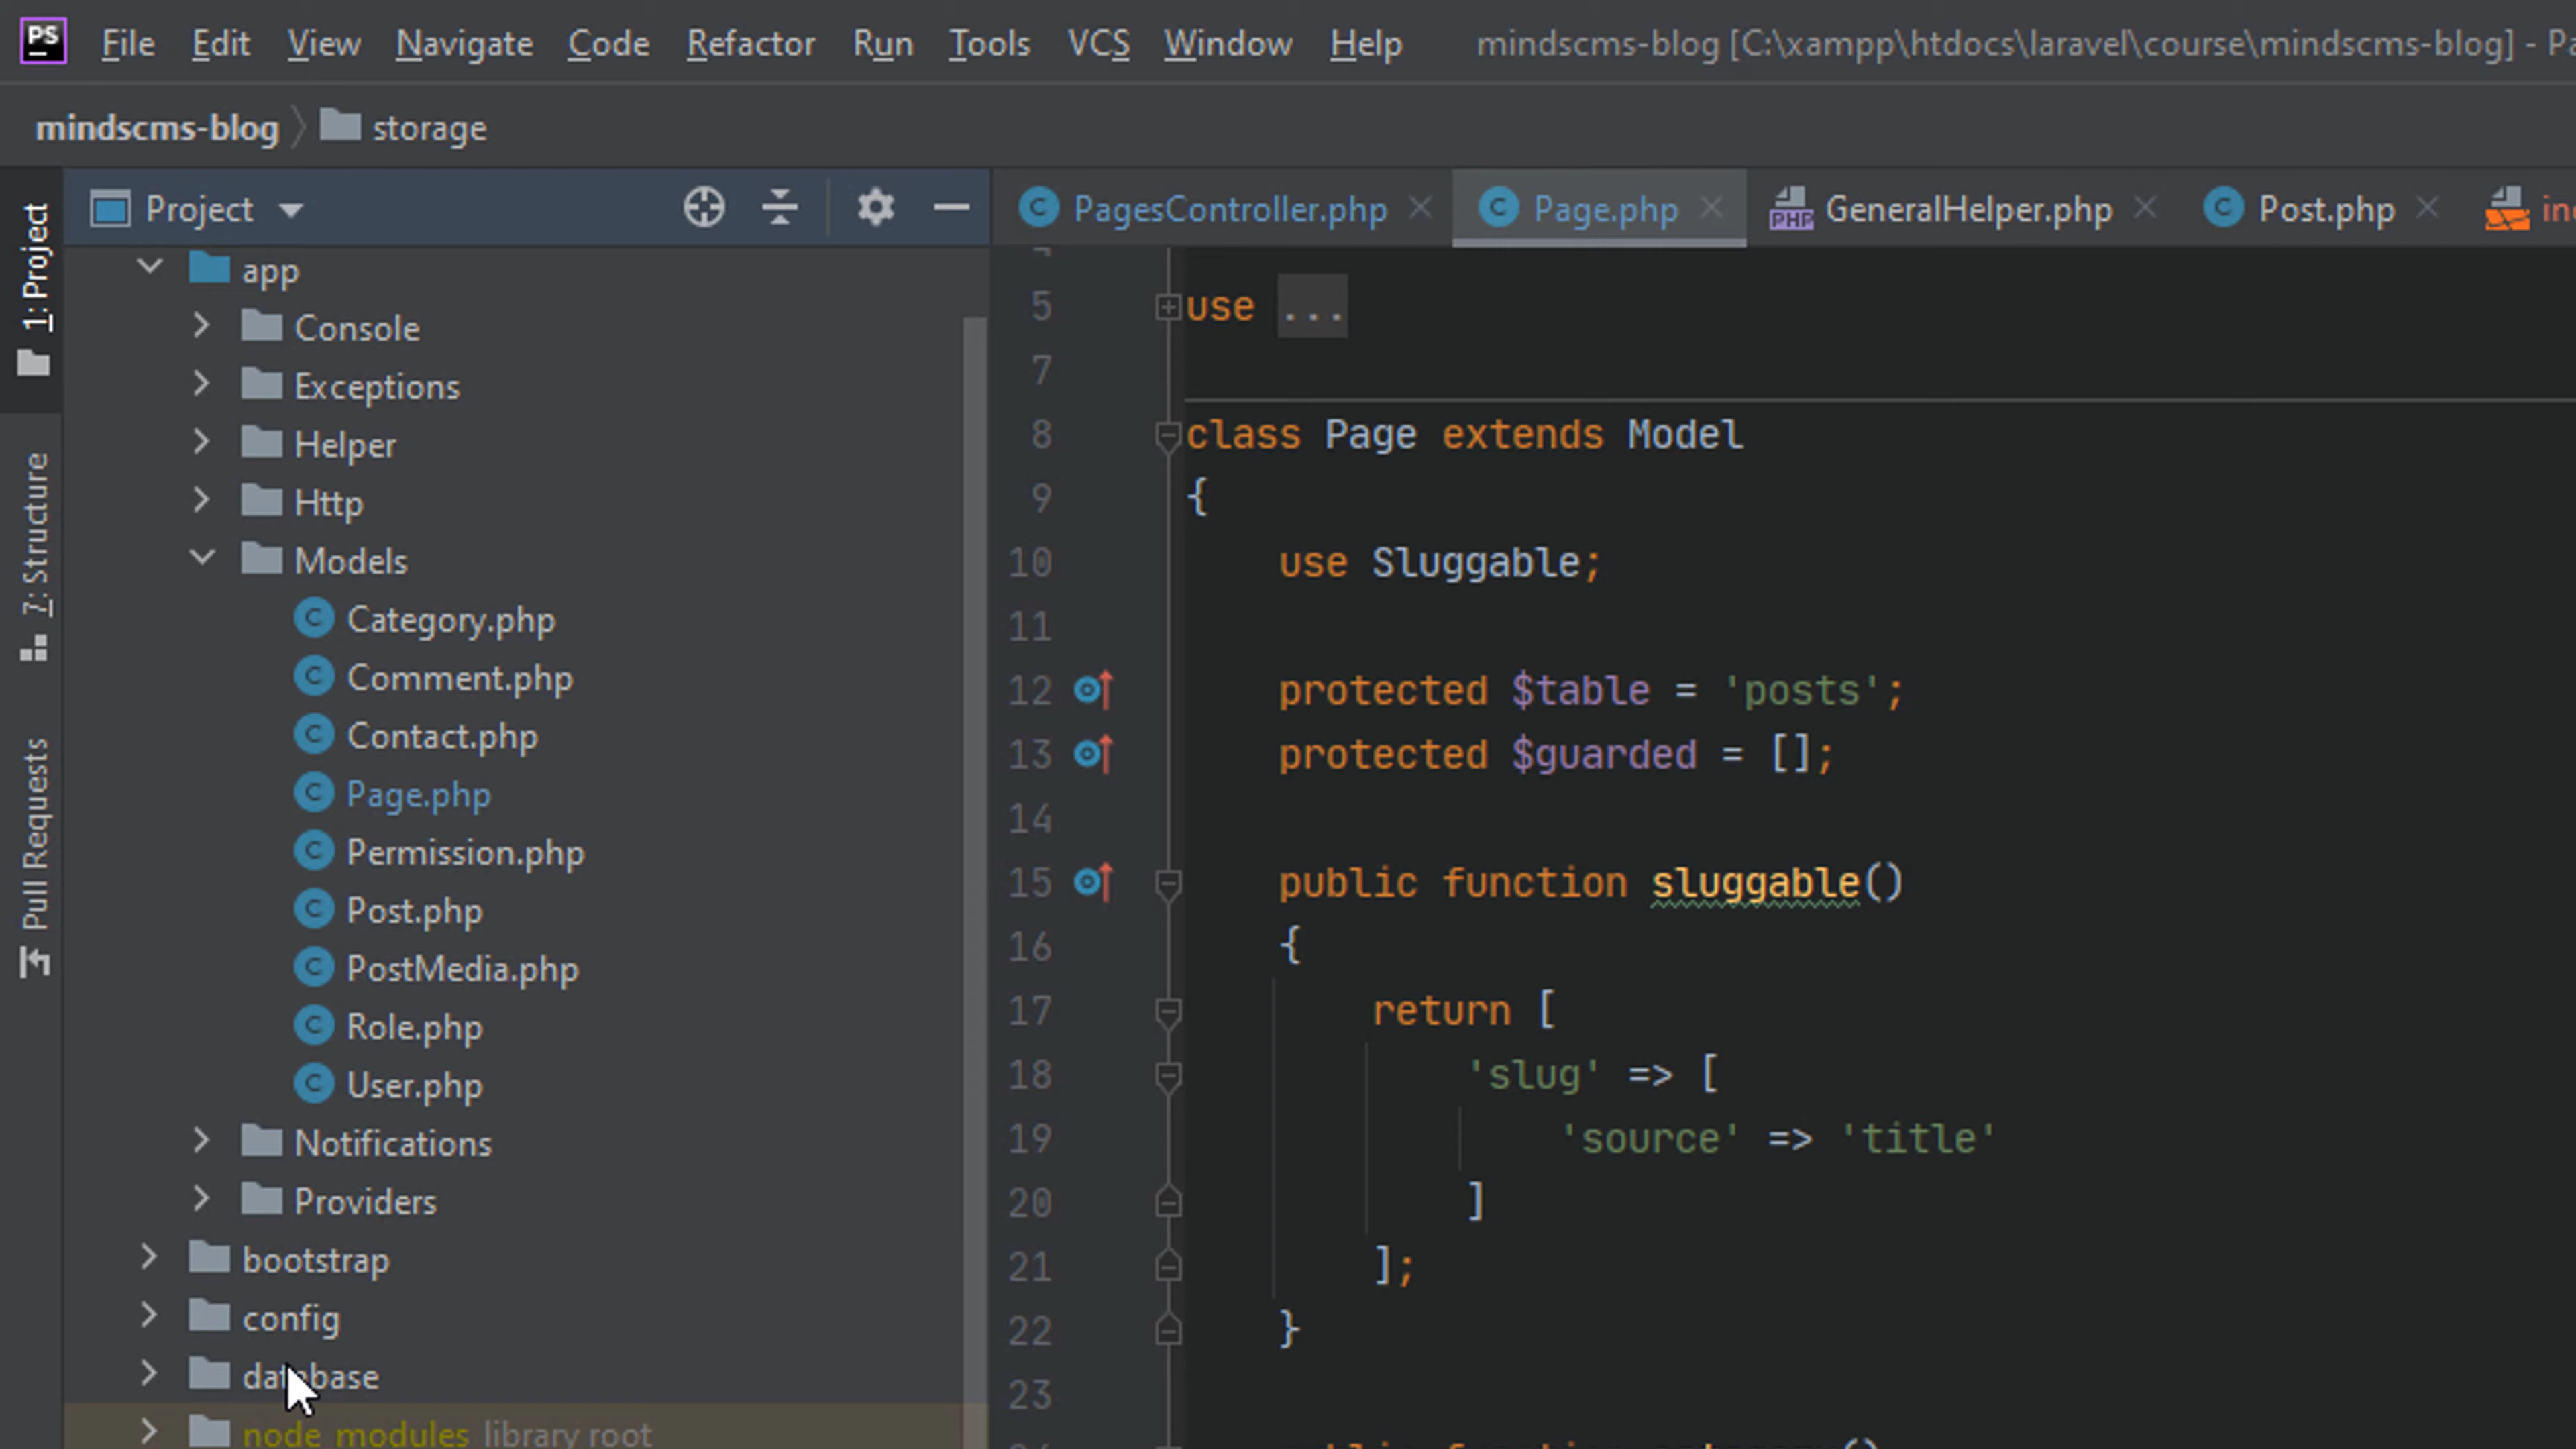 PS File Edit View Navigate Code Refactor Run Tools VCS Window Help mindscms-blog [C:\xampp\htdocs\laravel\course\mindscms-blog] -
mindscms-blog storage
1: Project
7: Structure
Pull Requests
Project
app
Console
Exceptions
Helper
Http
Models
Category.php
Comment.php
Contact.php
Page.php
Permission.php
Post.php
PostMedia.php
Role.php
User.php
Notifications
Providers
bootstrap
config
database
node_modules library root
PagesController.php Page.php GeneralHelper.php Post.php
5 use ...
7
8 class Page extends Model
9 {
10 use Sluggable;
11
12 protected $table = 'posts';
13 protected $guarded = [];
14
15 public function sluggable()
16 {
17 return [
18 'slug' => [
19 'source' => 'title'
20 ]
21 ];
22 }
23